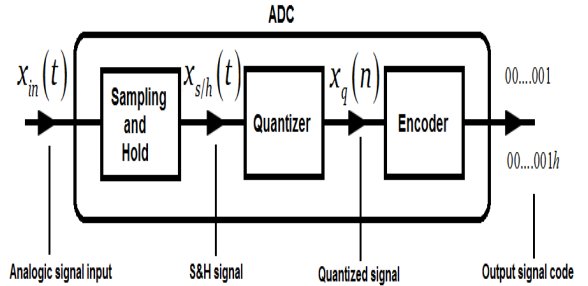 ADC
x_in(t)
x_s/h(t)
x_q(n)
00....001
Sampling
and
Hold
Quantizer
Encoder
00....001h
Analogic signal input
S&H signal
Quantized signal
Output signal code